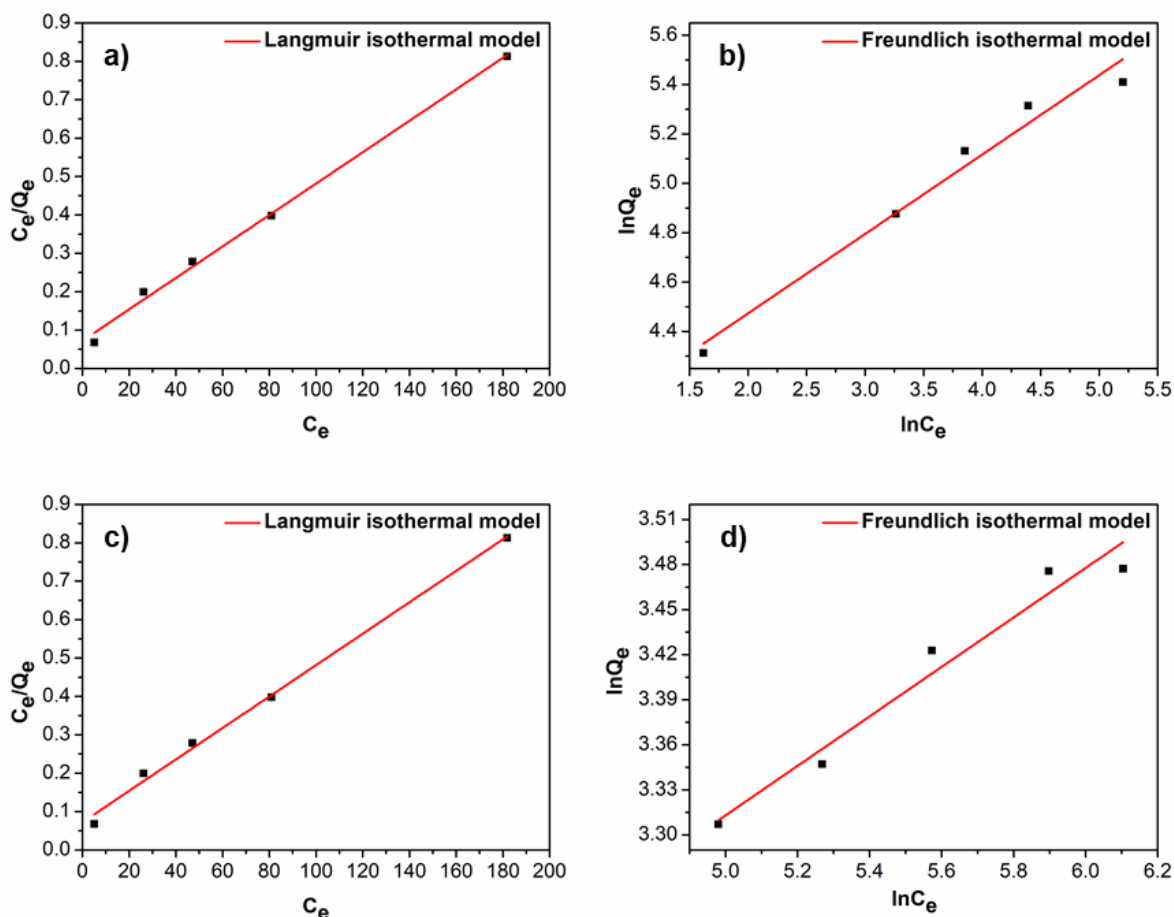 a)
Langmuir isothermal model
0.9
0.8
0.7
0.6
0.5
0.4
0.3
0.2
0.1
0.0
Ce/Qe
0 20 40 60 80 100 120 140 160 180 200
Ce
b)
Freundlich isothermal model
5.6
5.4
5.2
5.0
4.8
4.6
4.4
lnQe
1.5 2.0 2.5 3.0 3.5 4.0 4.5 5.0 5.5
lnCe
c)
Langmuir isothermal model
0.9
0.8
0.7
0.6
0.5
0.4
0.3
0.2
0.1
0.0
Ce/Qe
0 20 40 60 80 100 120 140 160 180 200
Ce
d)
Freundlich isothermal model
3.51
3.48
3.45
3.42
3.39
3.36
3.33
3.30
lnQe
5.0 5.2 5.4 5.6 5.8 6.0 6.2
lnCe